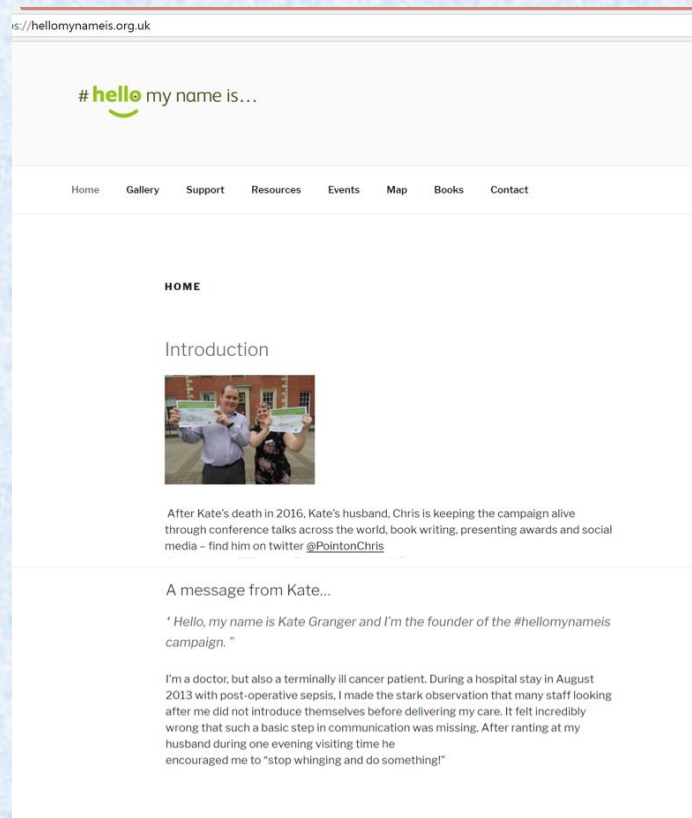 s://hellomynameis.org.uk
#hello my name is...
Home Gallery Support Resources Events Map Books Contact
HOME
Introduction
After Kate's death in 2016, Kate's husband, Chris is keeping the campaign alive
through conference talks across the world, book writing, presenting awards and social
media – find him on twitter @PointonChris
A message from Kate...
‘ Hello, my name is Kate Granger and I'm the founder of the #hellomynameis
campaign. ”
I'm a doctor, but also a terminally ill cancer patient. During a hospital stay in August
2013 with post-operative sepsis, I made the stark observation that many staff looking
after me did not introduce themselves before delivering my care. It felt incredibly
wrong that such a basic step in communication was missing. After ranting at my
husband during one evening visiting time he
encouraged me to “stop whinging and do something!”